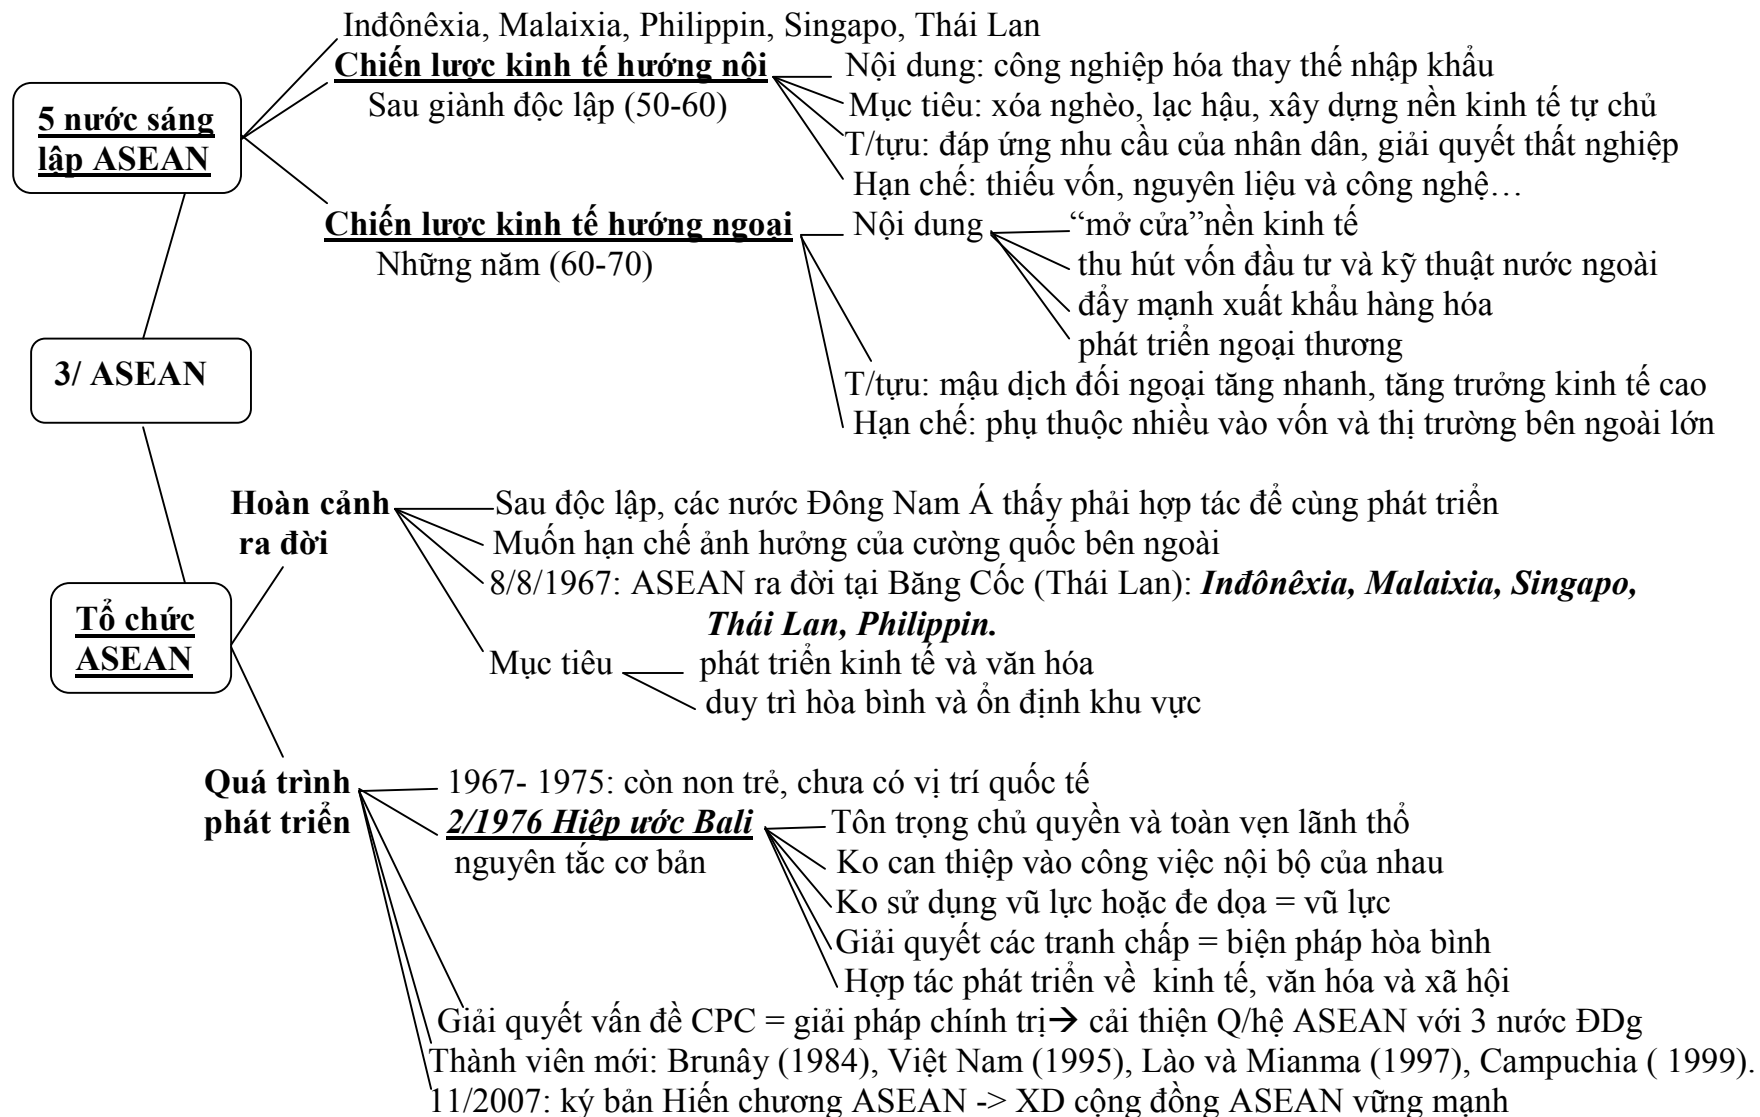 Inđônêxia, Malaixia, Philippin, Singapo, Thái Lan
5 nước sáng
lập ASEAN
Chiến lược kinh tế hướng nội
Sau giành độc lập (50-60)
Nội dung: công nghiệp hóa thay thế nhập khẩu
Mục tiêu: xóa nghèo, lạc hậu, xây dựng nền kinh tế tự chủ
T/tựu: đáp ứng nhu cầu của nhân dân, giải quyết thất nghiệp
Hạn chế: thiếu vốn, nguyên liệu và công nghệ…
Chiến lược kinh tế hướng ngoại
Những năm (60-70)
Nội dung
“mở cửa”nền kinh tế
thu hút vốn đầu tư và kỹ thuật nước ngoài
đẩy mạnh xuất khẩu hàng hóa
phát triển ngoại thương
T/tựu: mậu dịch đối ngoại tăng nhanh, tăng trưởng kinh tế cao
Hạn chế: phụ thuộc nhiều vào vốn và thị trường bên ngoài lớn
3/ ASEAN
Tổ chức
ASEAN
Hoàn cảnh
ra đời
Sau độc lập, các nước Đông Nam Á thấy phải hợp tác để cùng phát triển
Muốn hạn chế ảnh hưởng của cường quốc bên ngoài
8/8/1967: ASEAN ra đời tại Băng Cốc (Thái Lan): Inđônêxia, Malaixia, Singapo,
Thái Lan, Philippin.
Mục tiêu
phát triển kinh tế và văn hóa
duy trì hòa bình và ổn định khu vực
Quá trình
phát triển
1967- 1975: còn non trẻ, chưa có vị trí quốc tế
2/1976 Hiệp ước Bali
nguyên tắc cơ bản
Tôn trọng chủ quyền và toàn vẹn lãnh thổ
Ko can thiệp vào công việc nội bộ của nhau
Ko sử dụng vũ lực hoặc đe dọa = vũ lực
Giải quyết các tranh chấp = biện pháp hòa bình
Hợp tác phát triển về kinh tế, văn hóa và xã hội
Giải quyết vấn đề CPC = giải pháp chính trị→ cải thiện Q/hệ ASEAN với 3 nước ĐDg
Thành viên mới: Brunây (1984), Việt Nam (1995), Lào và Mianma (1997), Campuchia ( 1999).
11/2007: ký bản Hiến chương ASEAN -> XD cộng đồng ASEAN vững mạnh